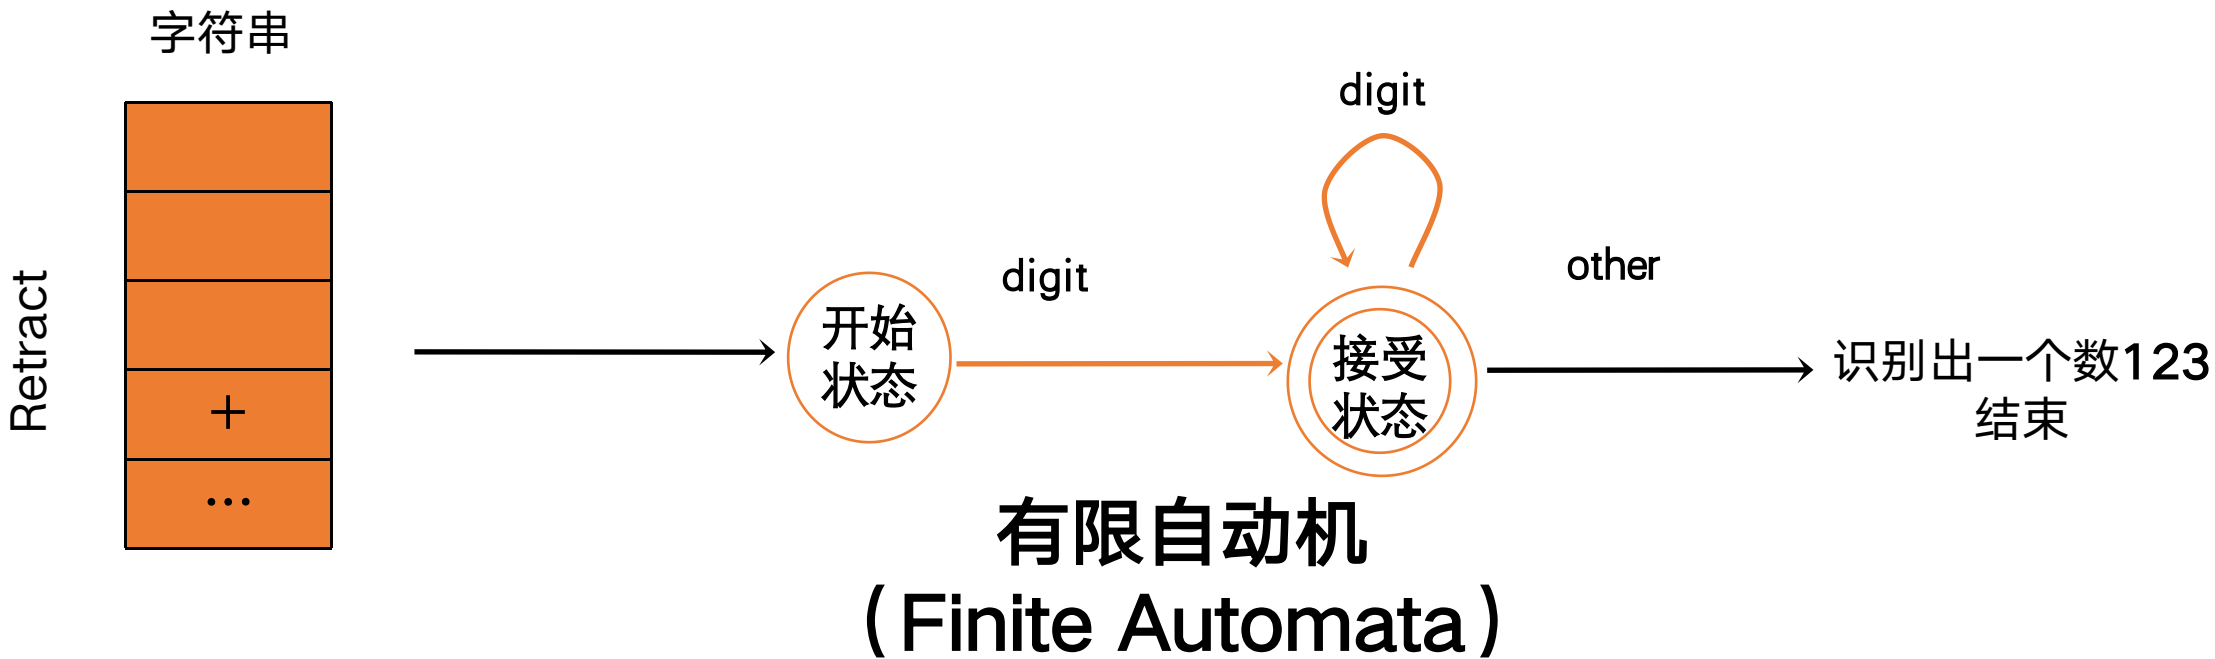 字符串
Retract
+
...
开始
状态
digit
digit
接受
状态
other
识别出一个数123
结束
有限自动机
（Finite Automata）